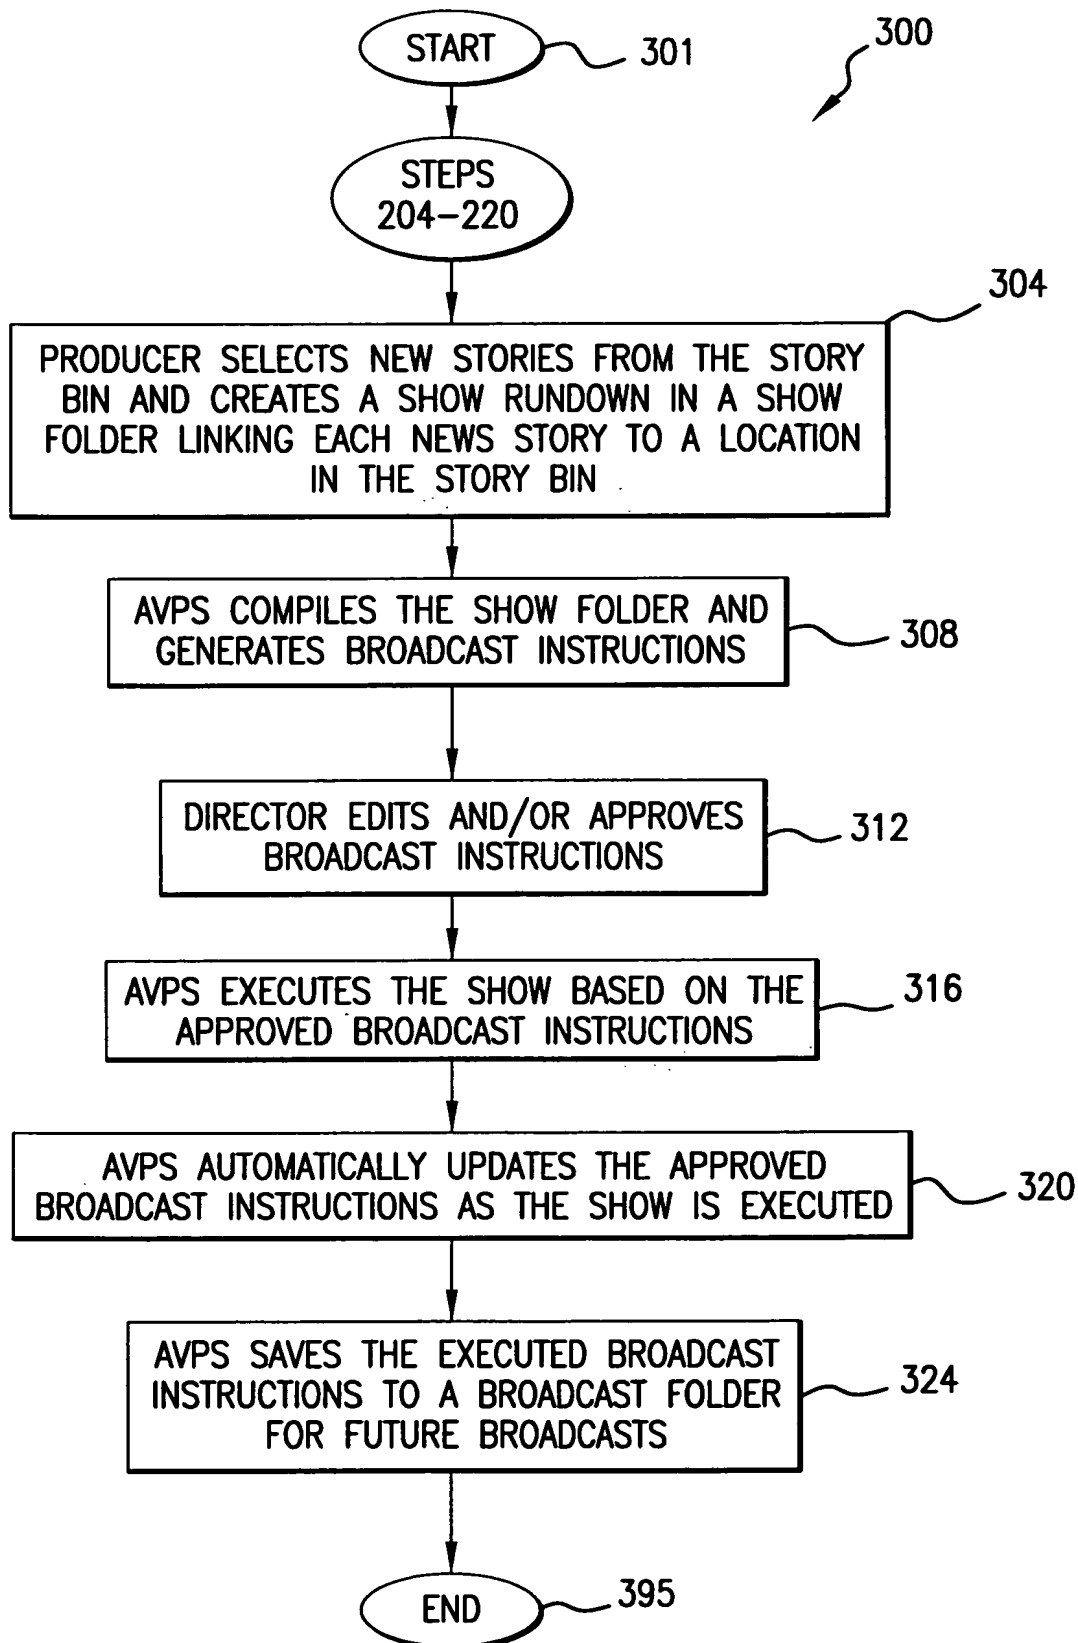 START
301
300
STEPS
204-220
304
PRODUCER SELECTS NEW STORIES FROM THE STORY
BIN AND CREATES A SHOW RUNDOWN IN A SHOW
FOLDER LINKING EACH NEWS STORY TO A LOCATION
IN THE STORY BIN
AVPS COMPILES THE SHOW FOLDER AND
GENERATES BROADCAST INSTRUCTIONS
308
DIRECTOR EDITS AND/OR APPROVES
BROADCAST INSTRUCTIONS
312
AVPS EXECUTES THE SHOW BASED ON THE
APPROVED BROADCAST INSTRUCTIONS
316
AVPS AUTOMATICALLY UPDATES THE APPROVED
BROADCAST INSTRUCTIONS AS THE SHOW IS EXECUTED
320
AVPS SAVES THE EXECUTED BROADCAST
INSTRUCTIONS TO A BROADCAST FOLDER
FOR FUTURE BROADCASTS
324
END
395